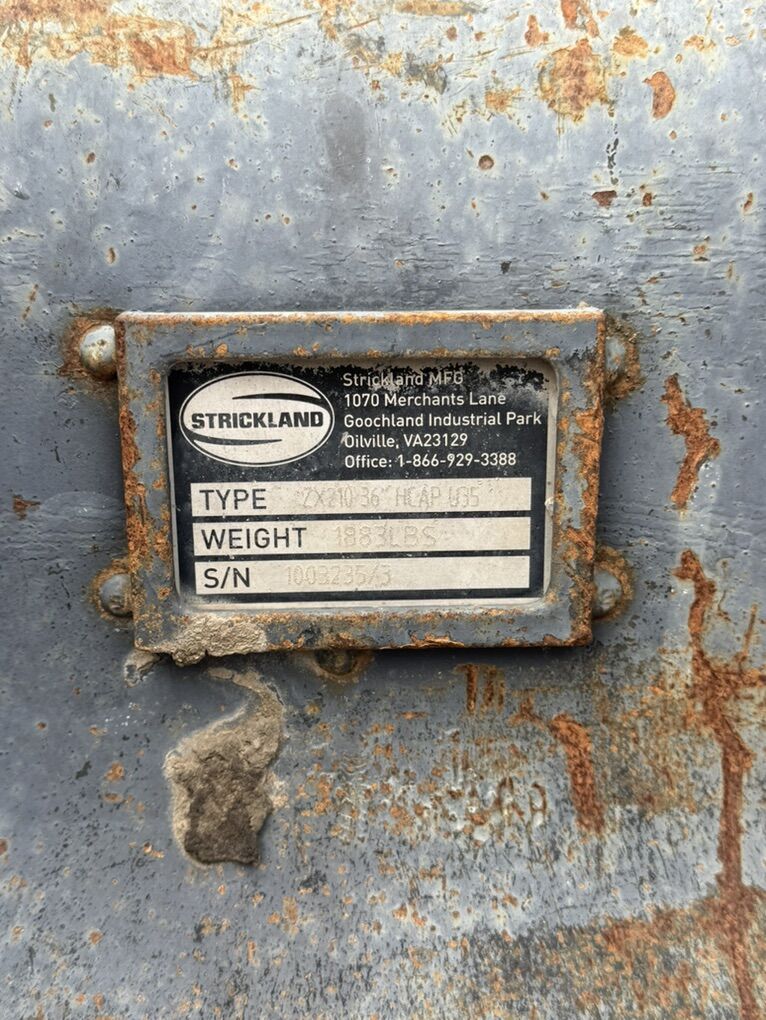 STRICKLAND
Strickland MFG
1070 Merchants Lane
Goochland Industrial Park
Oilville, VA23129
Office: 1-866-929-3388
TYPE ZX210 36" HCAP U35
WEIGHT 1883LBS
S/N 1003235/3